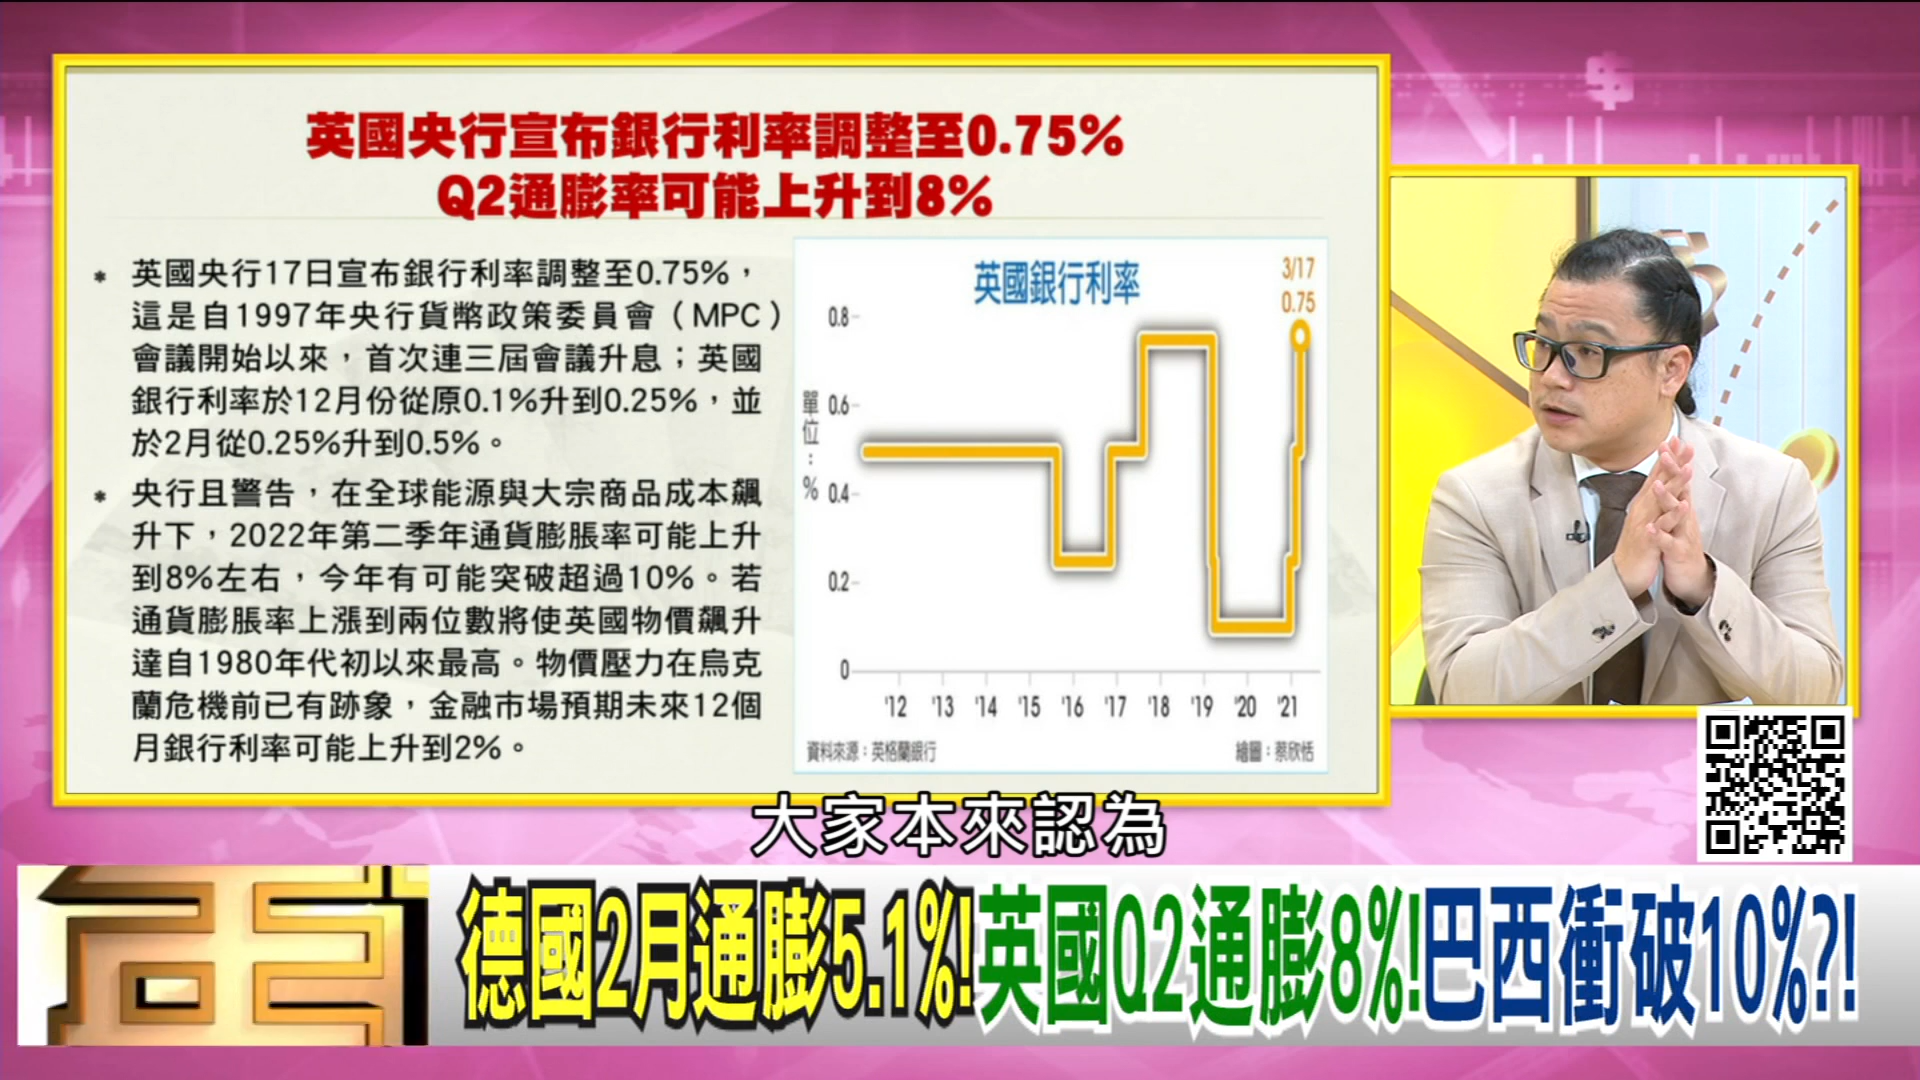 英國央行宣布銀行利率調整至0.75%
Q2通膨率可能上升到8%
* 英國央行17日宣布銀行利率調整至0.75%，
這是自1997年央行貨幣政策委員會（MPC）
會議開始以來，首次連三屆會議升息；英國
銀行利率於12月份從原0.1%升到0.25%，並
於2月從0.25%升到0.5%。
* 央行且警告，在全球能源與大宗商品成本飆
升下，2022年第二季年通貨膨脹率可能上升
到8%左右，今年有可能突破超過10%。若
通貨膨脹率上漲到兩位數將使英國物價飆升
達自1980年代初以來最高。物價壓力在烏克
蘭危機前已有跡象，金融市場預期未來12個
月銀行利率可能上升到2%。
英國銀行利率
3/17
0.75
單位：%
0.8
0.6
0.4
0.2
0
'12 '13 '14 '15 '16 '17 '18 '19 '20 '21
資料來源：英格蘭銀行
繪圖：蔡欣恬
大家本來認為
德國2月通膨5.1%!英國Q2通膨8%!巴西衝破10%?!